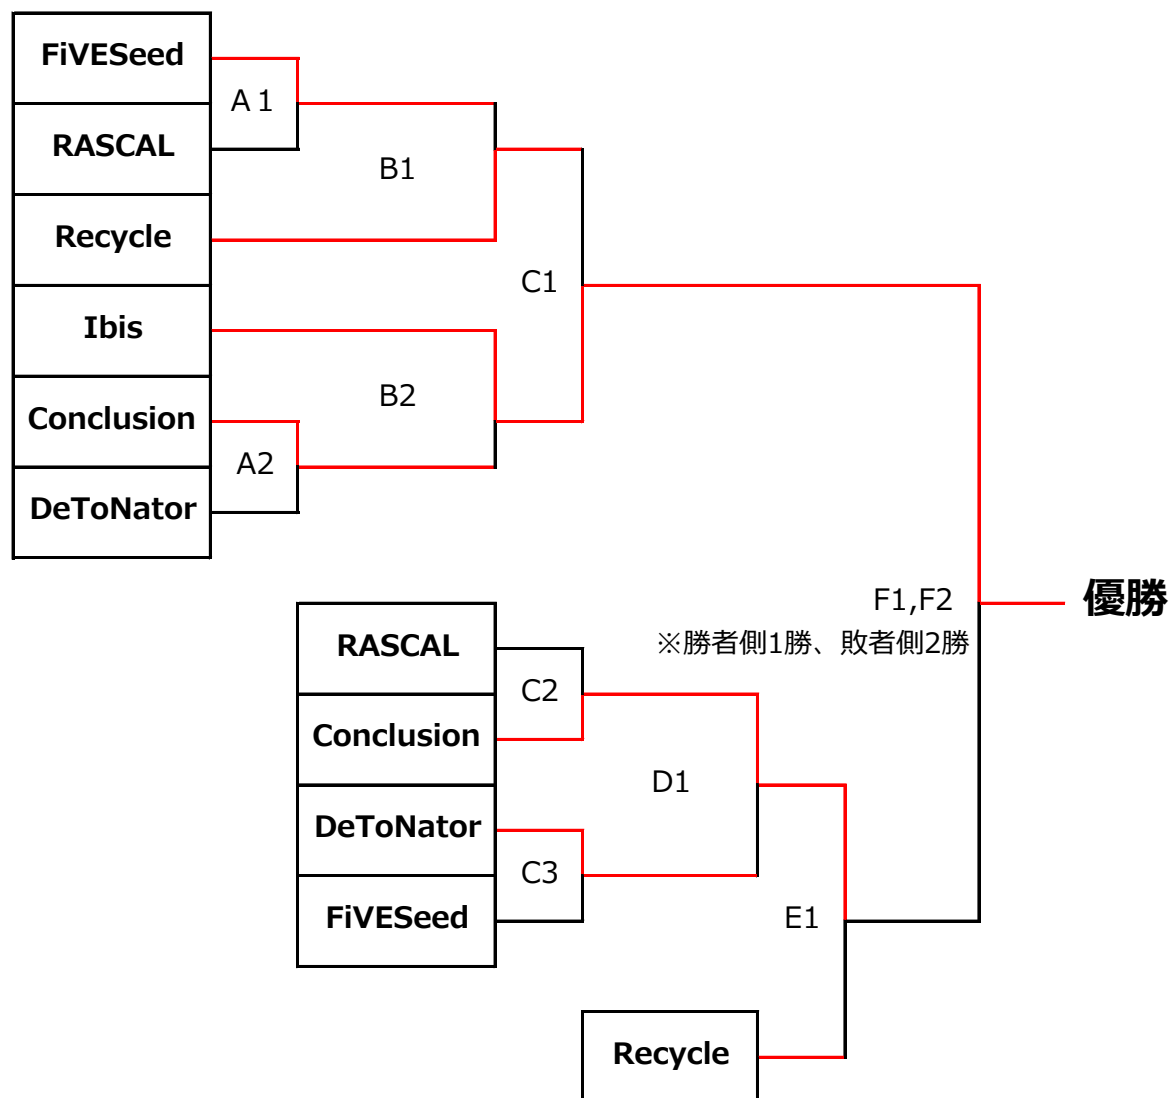 FiVESeed
A 1
RASCAL
B1
Recycle
C1
Ibis
B2
Conclusion
A2
DeToNator
F1,F2
優勝
※勝者側1勝、敗者側2勝
RASCAL
C2
Conclusion
D1
DeToNator
C3
FiVESeed
E1
Recycle